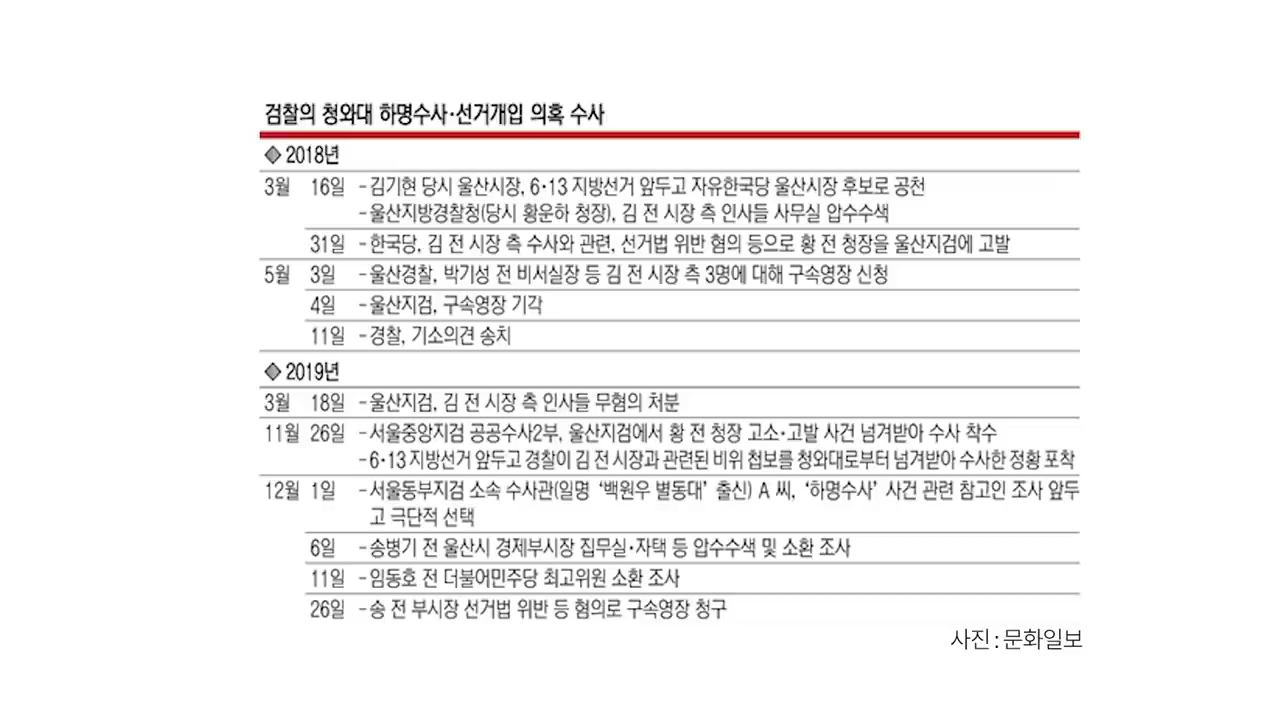 검찰의 청와대 하명수사·선거개입 의혹 수사
◈ 2018년
3월 16일 -김기현 당시 울산시장, 6·13 지방선거 앞두고 자유한국당 울산시장 후보로 공천
-울산지방경찰청(당시 황운하 청장), 김 전 시장 측 인사들 사무실 압수수색
31일 -한국당, 김 전 시장 측 수사와 관련, 선거법 위반 혐의 등으로 황 전 청장을 울산지검에 고발
5월 3일 -울산경찰, 박기성 전 비서실장 등 김 전 시장 측 3명에 대해 구속영장 신청
4일 -울산지검, 구속영장 기각
11일 -경찰, 기소의견 송치
◈ 2019년
3월 18일 -울산지검, 김 전 시장 측 인사들 무혐의 처분
11월 26일 -서울중앙지검 공공수사2부, 울산지검에서 황 전 청장 고소·고발 사건 넘겨받아 수사 착수
-6·13 지방선거 앞두고 경찰이 김 전 시장과 관련된 비위 첩보를 청와대로부터 넘겨받아 수사한 정황 포착
12월 1일 -서울동부지검 소속 수사관(일명 ‘백원우 별동대’ 출신) A 씨, ‘하명수사’ 사건 관련 참고인 조사 앞두
고 극단적 선택
6일 -송병기 전 울산시 경제부시장 집무실·자택 등 압수수색 및 소환 조사
11일 -임동호 전 더불어민주당 최고위원 소환 조사
26일 -송 전 부시장 선거법 위반 등 혐의로 구속영장 청구
사진 : 문화일보